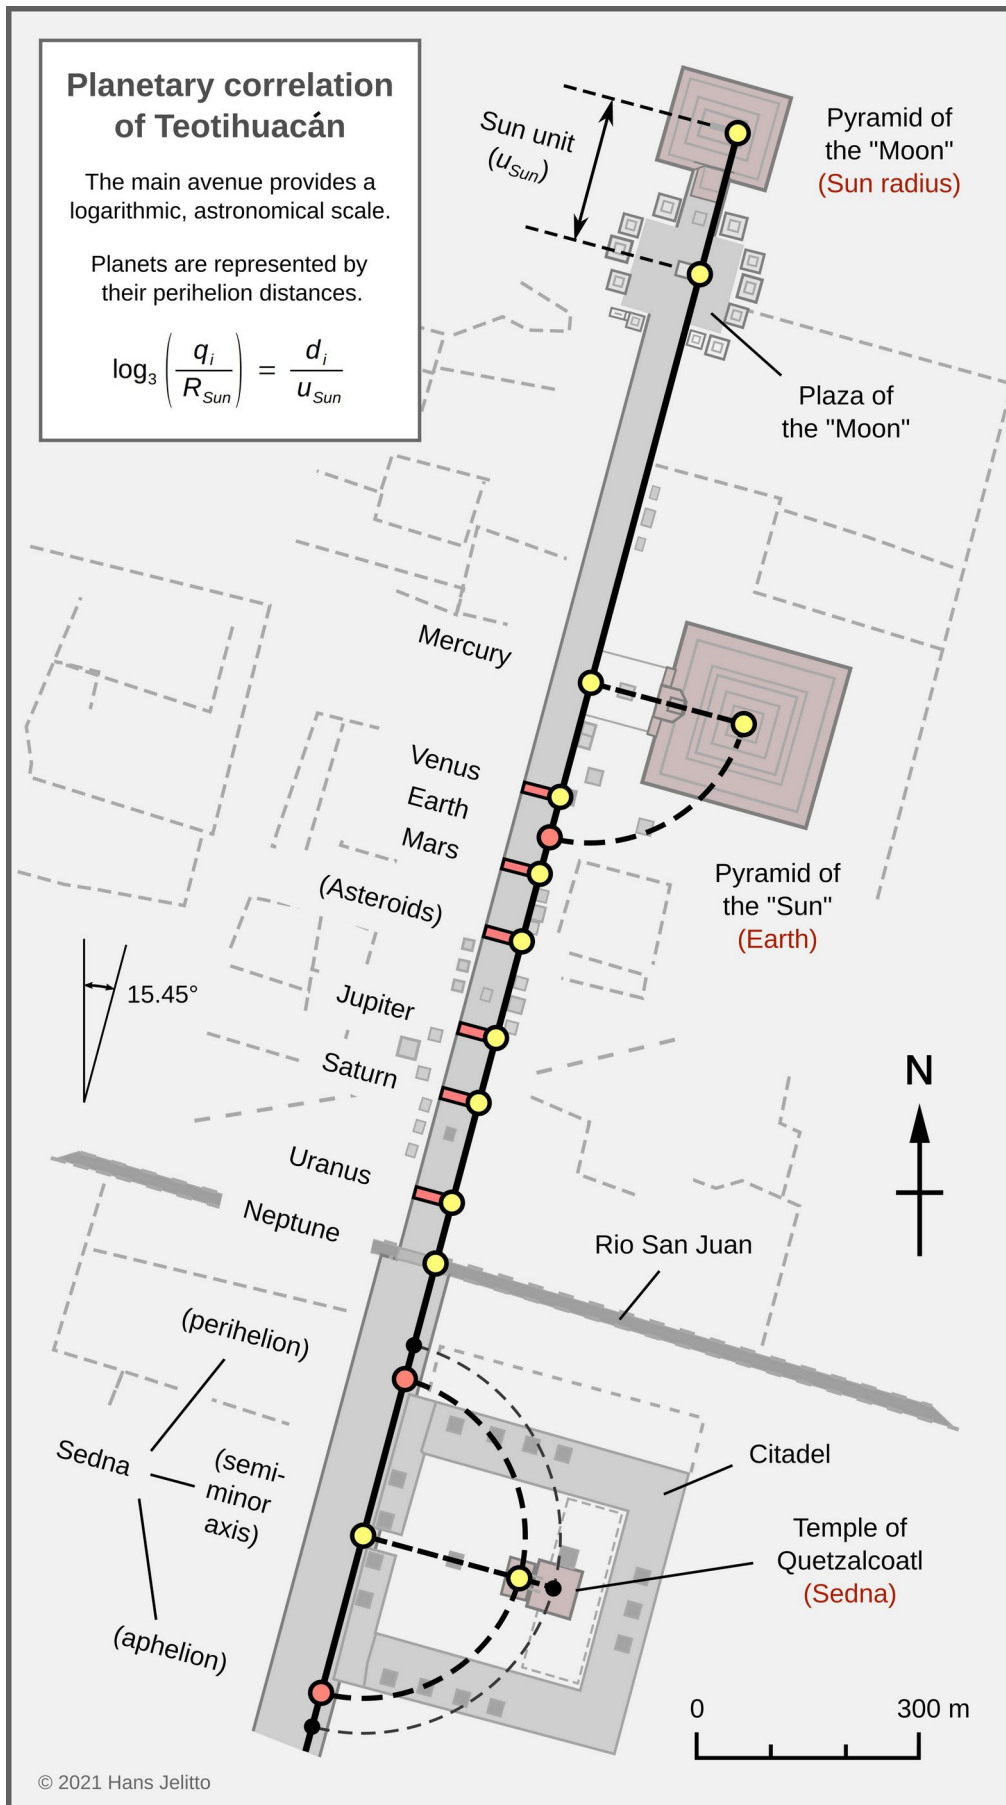 Planetary correlation
of Teotihuacán
The main avenue provides a
logarithmic, astronomical scale.
Planets are represented by
their perihelion distances.
log₃ (qᵢ / R_Sun) = dᵢ / u_Sun
Sun unit
(u_Sun)
Pyramid of
the "Moon"
(Sun radius)
Plaza of
the "Moon"
Mercury
Venus
Earth
Mars
(Asteroids)
Pyramid of
the "Sun"
(Earth)
15.45°
Jupiter
Saturn
N
Uranus
Neptune
Rio San Juan
(perihelion)
Sedna
(semi-
minor
axis)
Citadel
Temple of
Quetzalcoatl
(Sedna)
(aphelion)
0 300 m
© 2021 Hans Jelitto